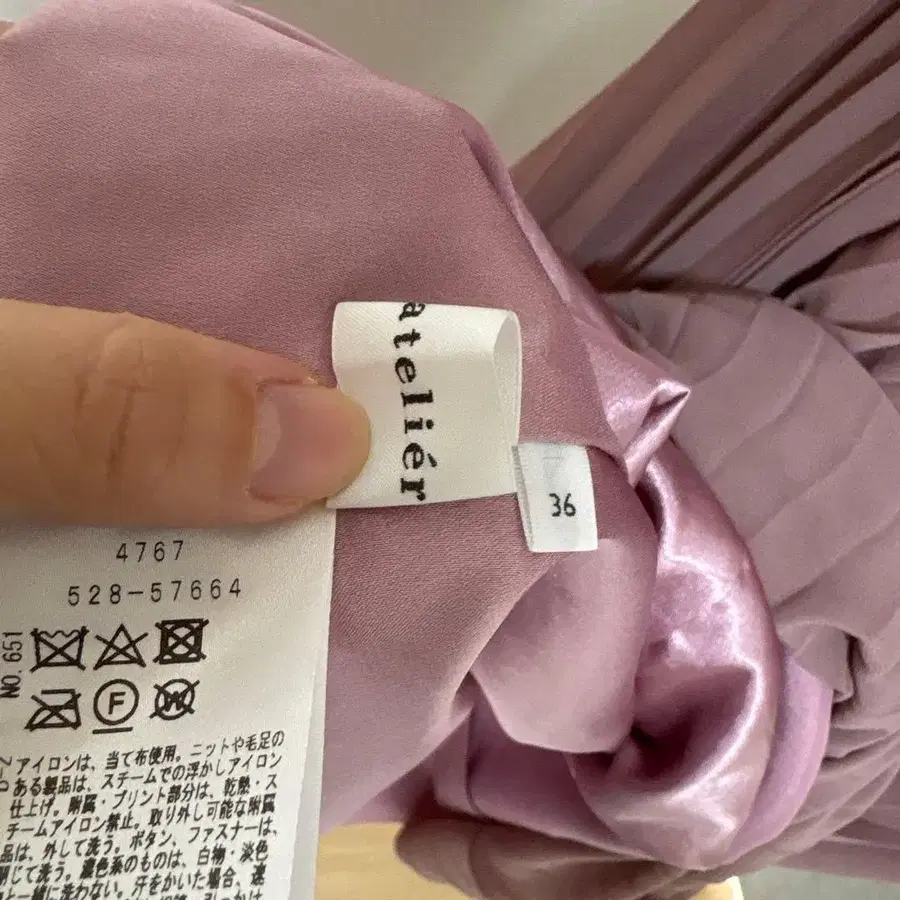 ateliér
36
4767
528-57664
NO. 651
F
W
アイロンは、当て布使用。ニットや毛足の
ある製品は、スチームでの浮かしアイロン
仕上げ。附属・プリント部分は、乾熱・ス
チームアイロン禁止。取り外し可能な附属
品は、外して洗う。ボタン、ファスナーは、
閉じて洗う。濃色系のものは、白物・淡色
と一緒に洗わない。汗をかいた場合、速